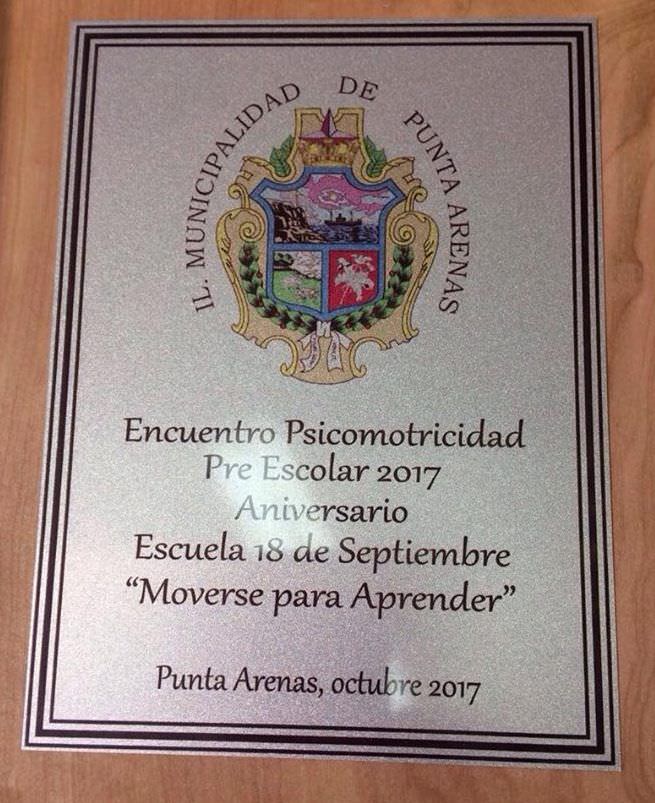 IL. MUNICIPALIDAD DE PUNTA ARENAS
Encuentro Psicomotricidad
Pre Escolar 2017
Aniversario
Escuela 18 de Septiembre
“Moverse para Aprender”
Punta Arenas, octubre 2017